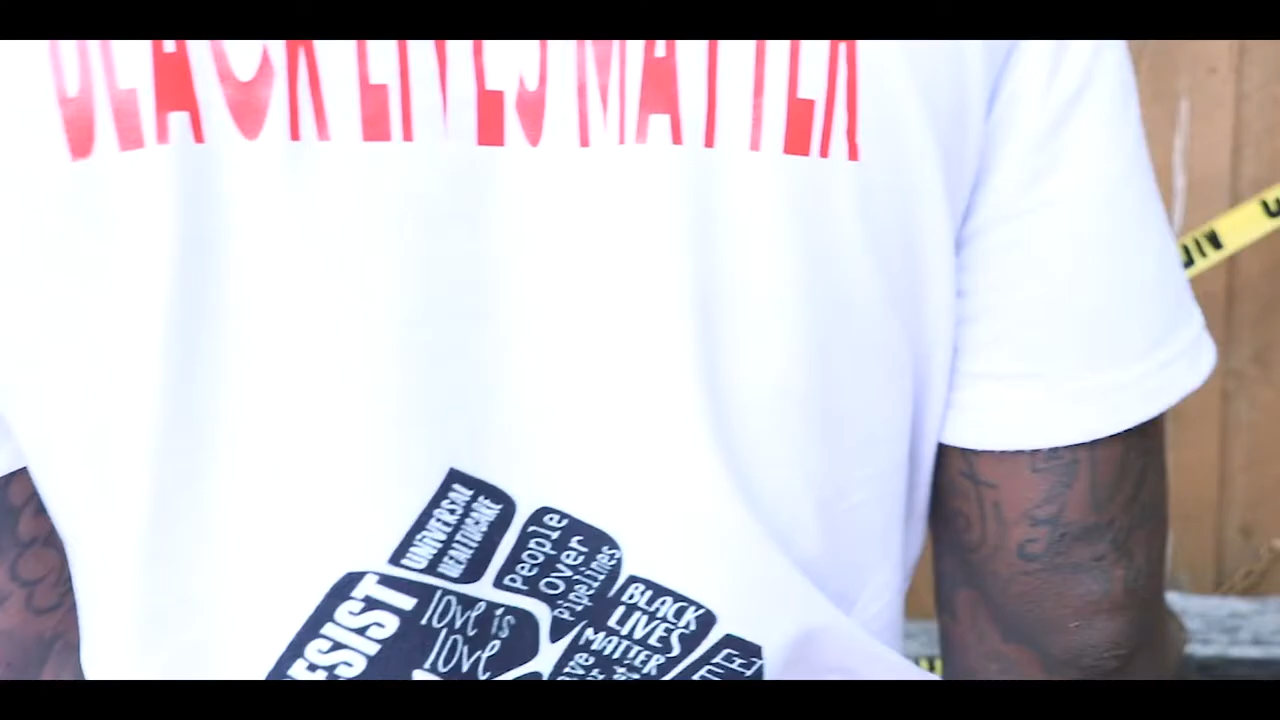 BLACK LIVES MATTER
UNiVERSAL
HEALTHCARE
People
Over
Pipelines
love is
love
BLACK
LIVES
MATTER